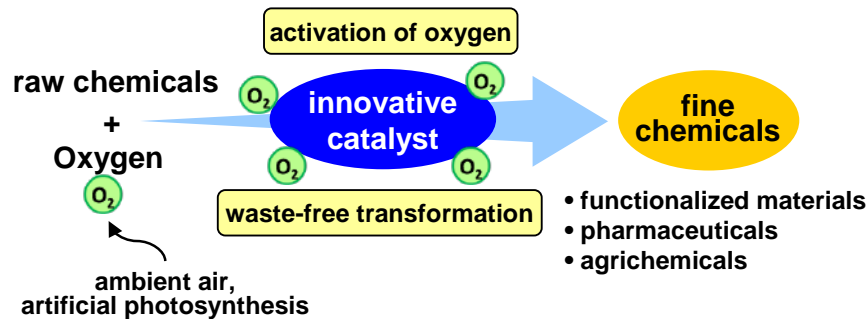 activation of oxygen
raw chemicals
+
Oxygen
O2
O2
O2
innovative
catalyst
O2
O2
waste-free transformation
fine
chemicals
• functionalized materials
• pharmaceuticals
• agrichemicals
ambient air,
artificial photosynthesis